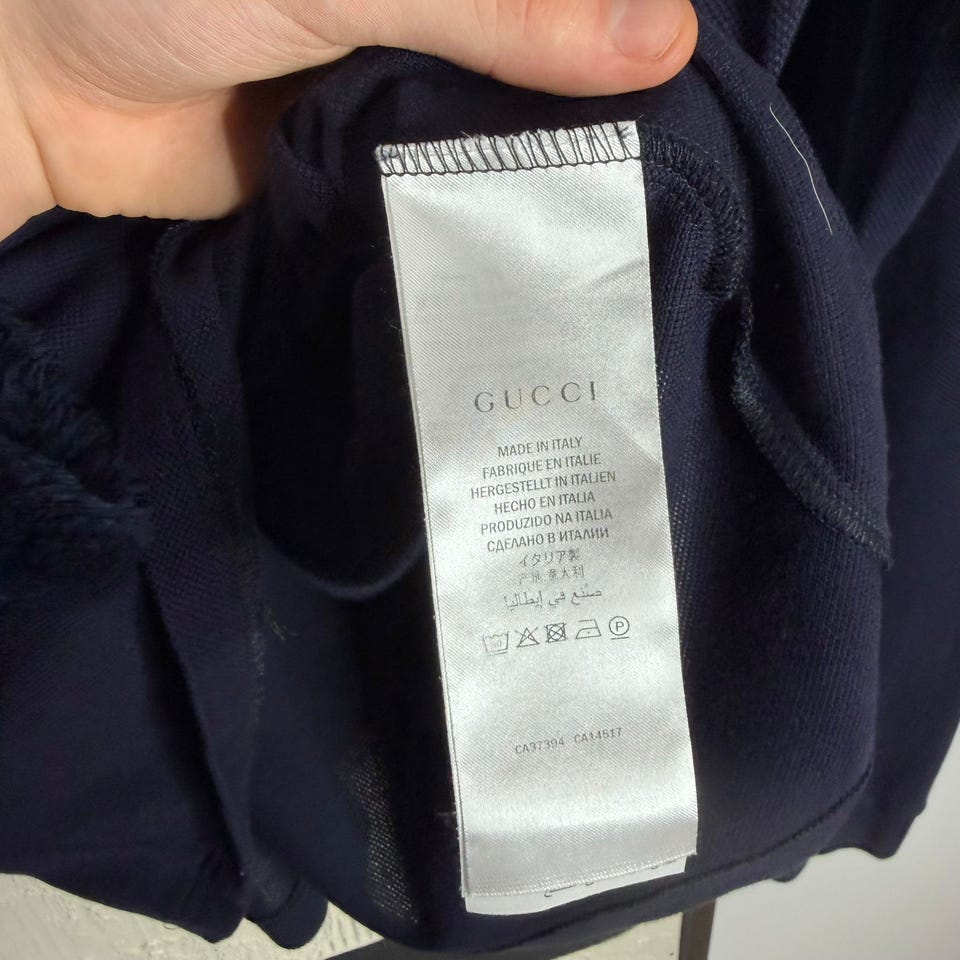 GUCCI
MADE IN ITALY
FABRIQUE EN ITALIE
HERGESTELLT IN ITALIEN
HECHO EN ITALIA
PRODUZIDO NA ITALIA
СДЕЛАНО В ИТАЛИИ
イタリア製
产地 意大利
صنع في إيطاليا
P
CA37394 CA14517